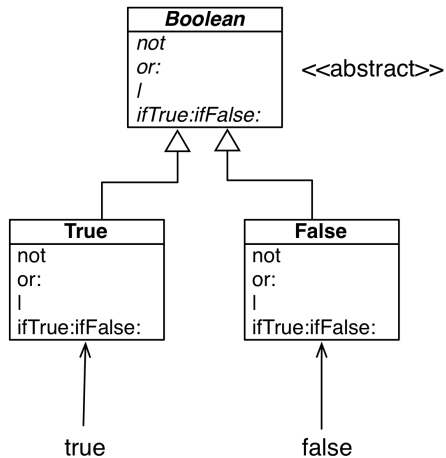 Boolean
not
or:
|
ifTrue:ifFalse:
<<abstract>>
True
not
or:
|
ifTrue:ifFalse:
False
not
or:
|
ifTrue:ifFalse:
true
false